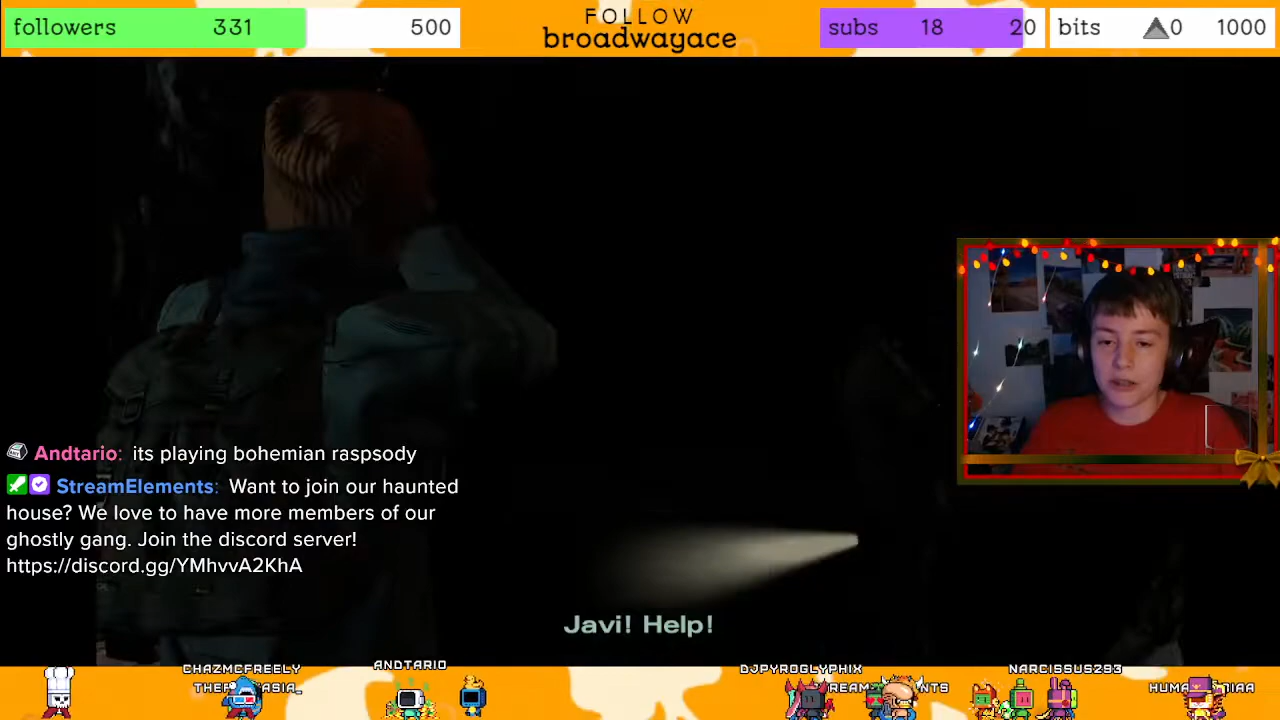 followers 331 500
FOLLOW
broadwayace
subs 18 20
bits 0 1000
Andtario: its playing bohemian raspsody
StreamElements: Want to join our haunted
house? We love to have more members of our
ghostly gang. Join the discord server!
https://discord.gg/YMhvvA2KhA
Javi! Help!
CHAZMCFREELY
ANDTARIO
DJPYROGLYPHIX
NARCISSUS293